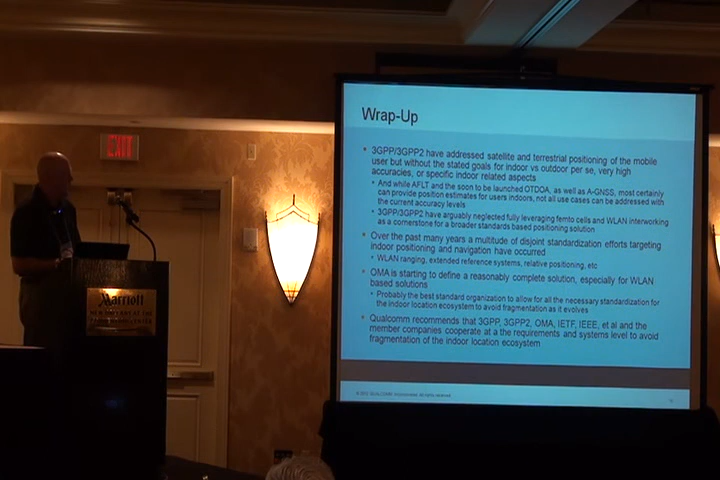 Wrap-Up
• 3GPP/3GPP2 have addressed satellite and terrestrial positioning of the mobile
user but without the stated goals for indoor vs outdoor per se, very high
accuracies, or specific indoor related aspects
• And while AFLT and the soon to be launched OTDOA, as well as A-GNSS, most certainly
can provide position estimates for users indoors, not all use cases can be addressed with
the current accuracy levels
• 3GPP/3GPP2 have arguably neglected fully leveraging femto cells and WLAN interworking
as a cornerstone for a broader standards based positioning solution
• Over the past many years a multitude of disjoint standardization efforts targeting
indoor positioning and navigation have occurred
• WLAN ranging, extended reference systems, relative positioning, etc
• OMA is starting to define a reasonably complete solution, especially for WLAN
based solutions
• Probably the best standard organization to allow for all the necessary standardization for
the indoor location ecosystem to avoid fragmentation as it evolves
• Qualcomm recommends that 3GPP, 3GPP2, OMA, IETF, IEEE, et al and the
member companies cooperate at a the requirements and systems level to avoid
fragmentation of the indoor location ecosystem
© 2012 QUALCOMM Incorporated. All rights reserved.
EXIT
Marriott